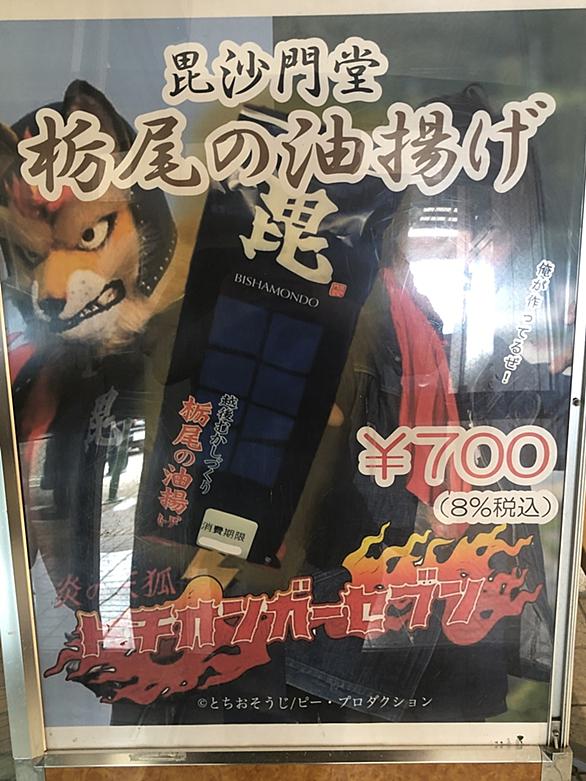 毘沙門堂
栃尾の油揚げ
毘
BISHAMONDO
俺が作ってるぜ!
越後むかしづくり
栃尾の油揚
毘
¥700
(8%税込)
消費期限
炎の天狐
トチオンガーセブン
©とちおそうじ/ピー・プロダクション